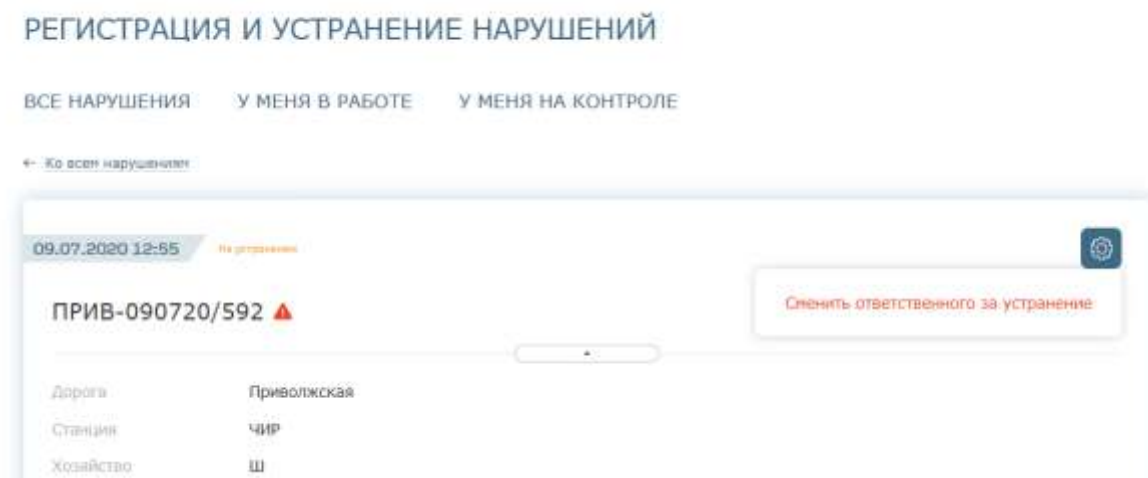 РЕГИСТРАЦИЯ И УСТРАНЕНИЕ НАРУШЕНИЙ
ВСЕ НАРУШЕНИЯ У МЕНЯ В РАБОТЕ У МЕНЯ НА КОНТРОЛЕ
← Ко всем нарушениям
09.07.2020 12:55 На устранении
ПРИВ-090720/592
Сменить ответственного за устранение
Дорога Приволжская
Станция ЧИР
Хозяйство Ш